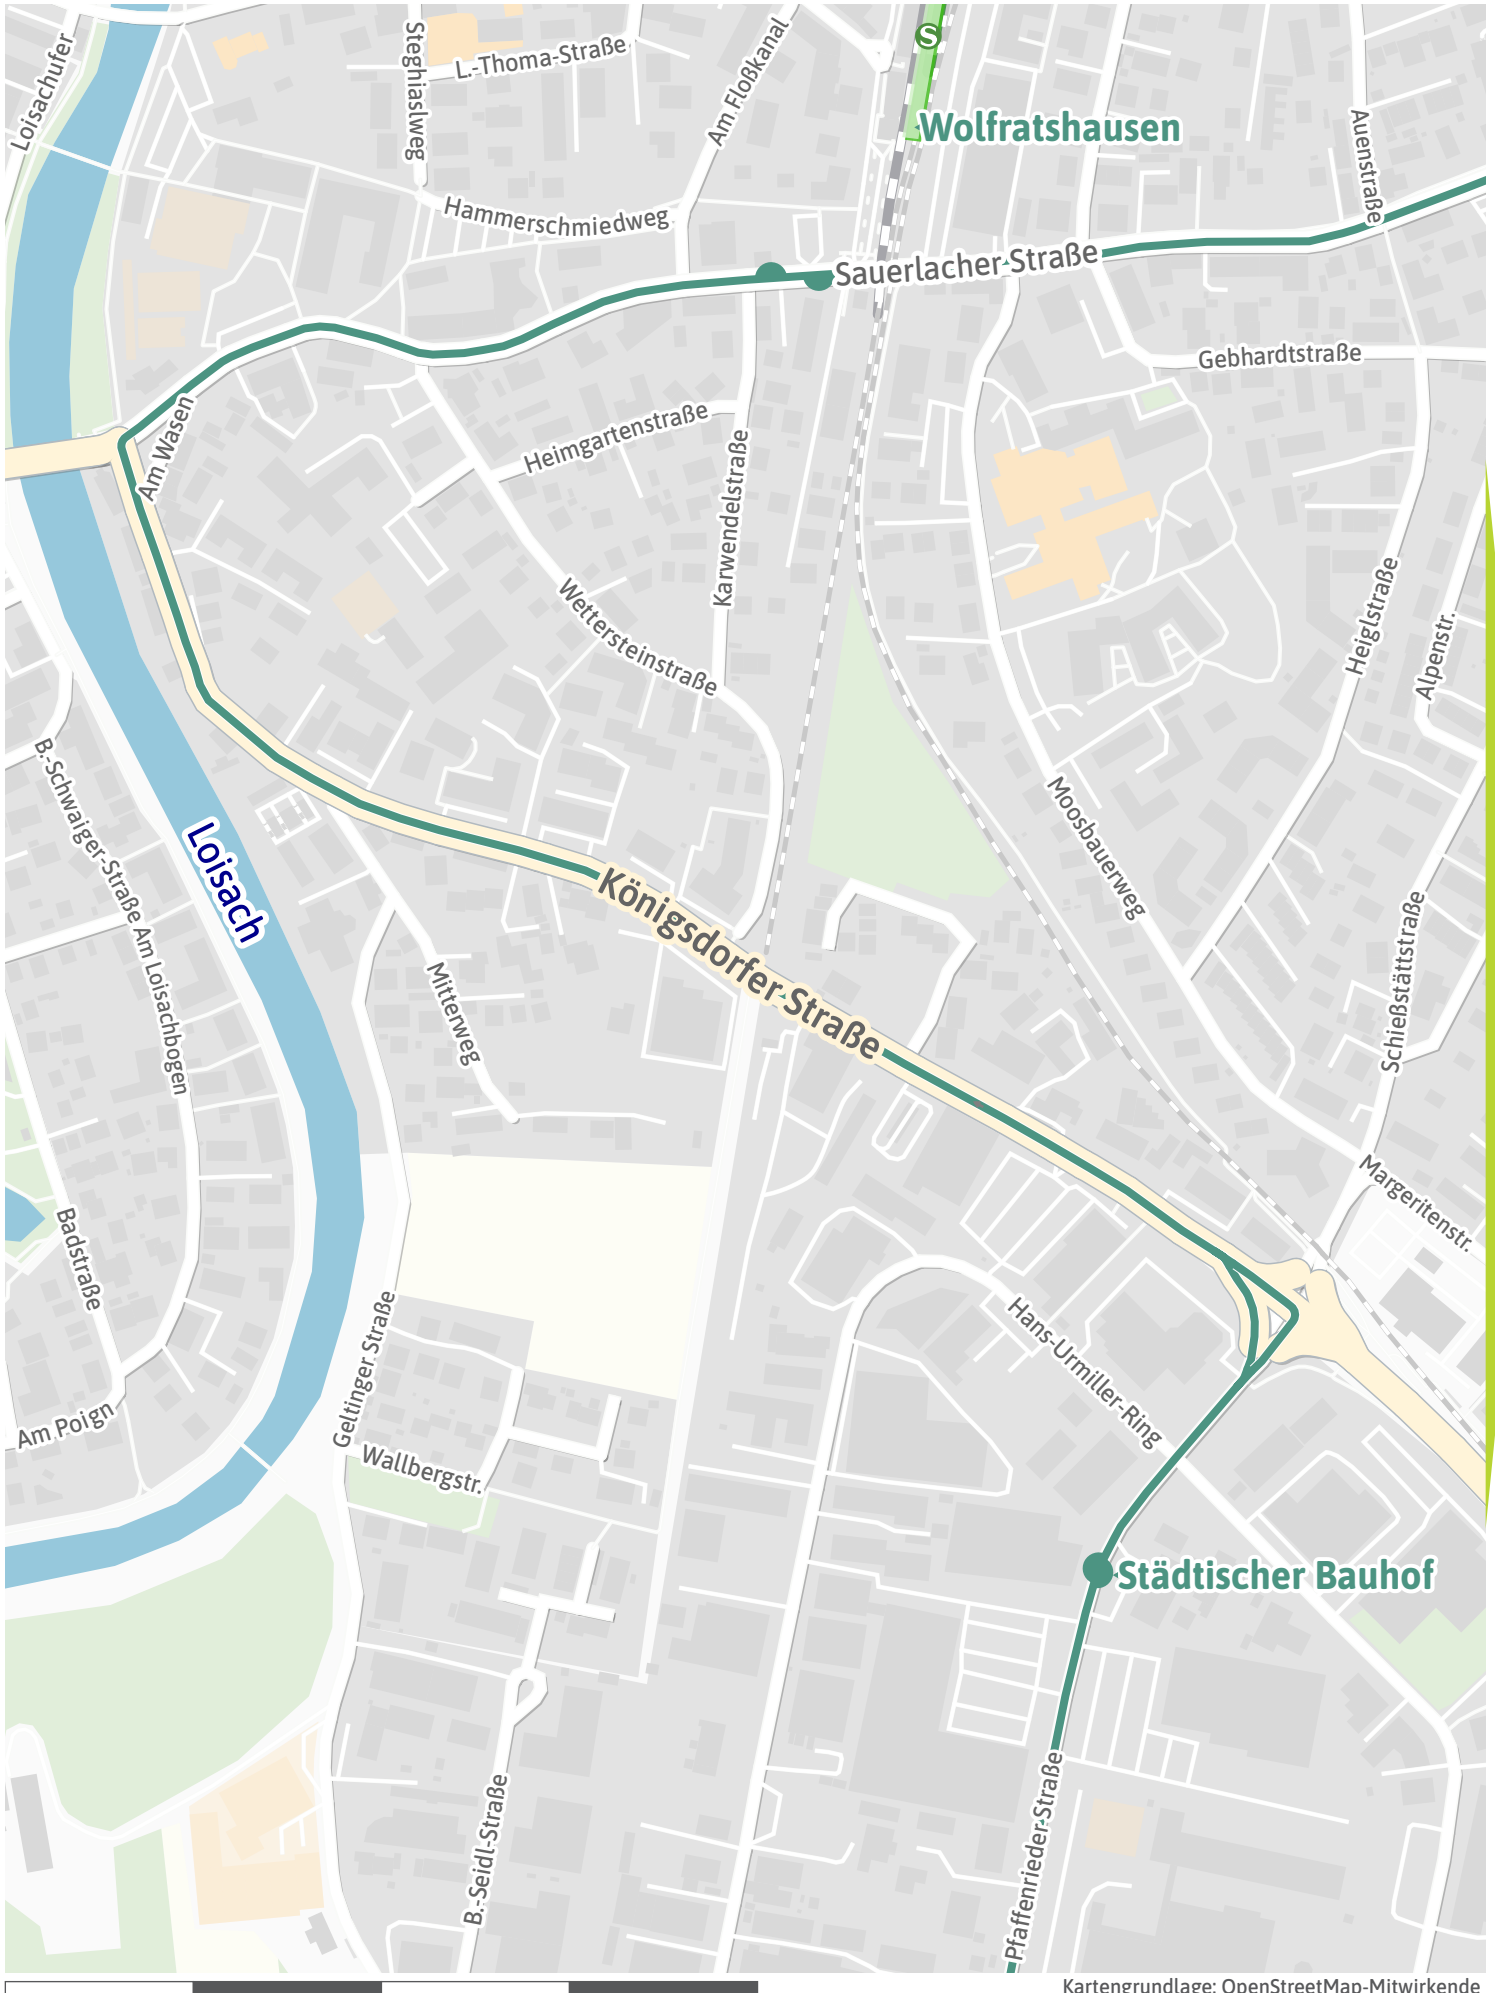 Loisachufer
Steghiaslweg
L.-Thoma-Straße
Am Floßkanal
S
Wolfratshausen
Auenstraße
Hammerschmiedweg
Sauerlacher Straße
Gebhardtstraße
Am Wasen
Heimgartenstraße
Karwendelstraße
Wettersteinstraße
Heiglstraße
Alpenstr.
B.-Schwaiger-Straße
Loisach
Moosbauerweg
Königsdorfer Straße
Am Loisachbogen
Mitterweg
Schießstättstraße
Margeritenstr.
Badstraße
Geltinger Straße
Hans-Urmiller-Ring
Am Poign
Wallbergstr.
Städtischer Bauhof
B.-Seidl-Straße
Pfaffenrieder Straße
Kartengrundlage: OpenStreetMap-Mitwirkende